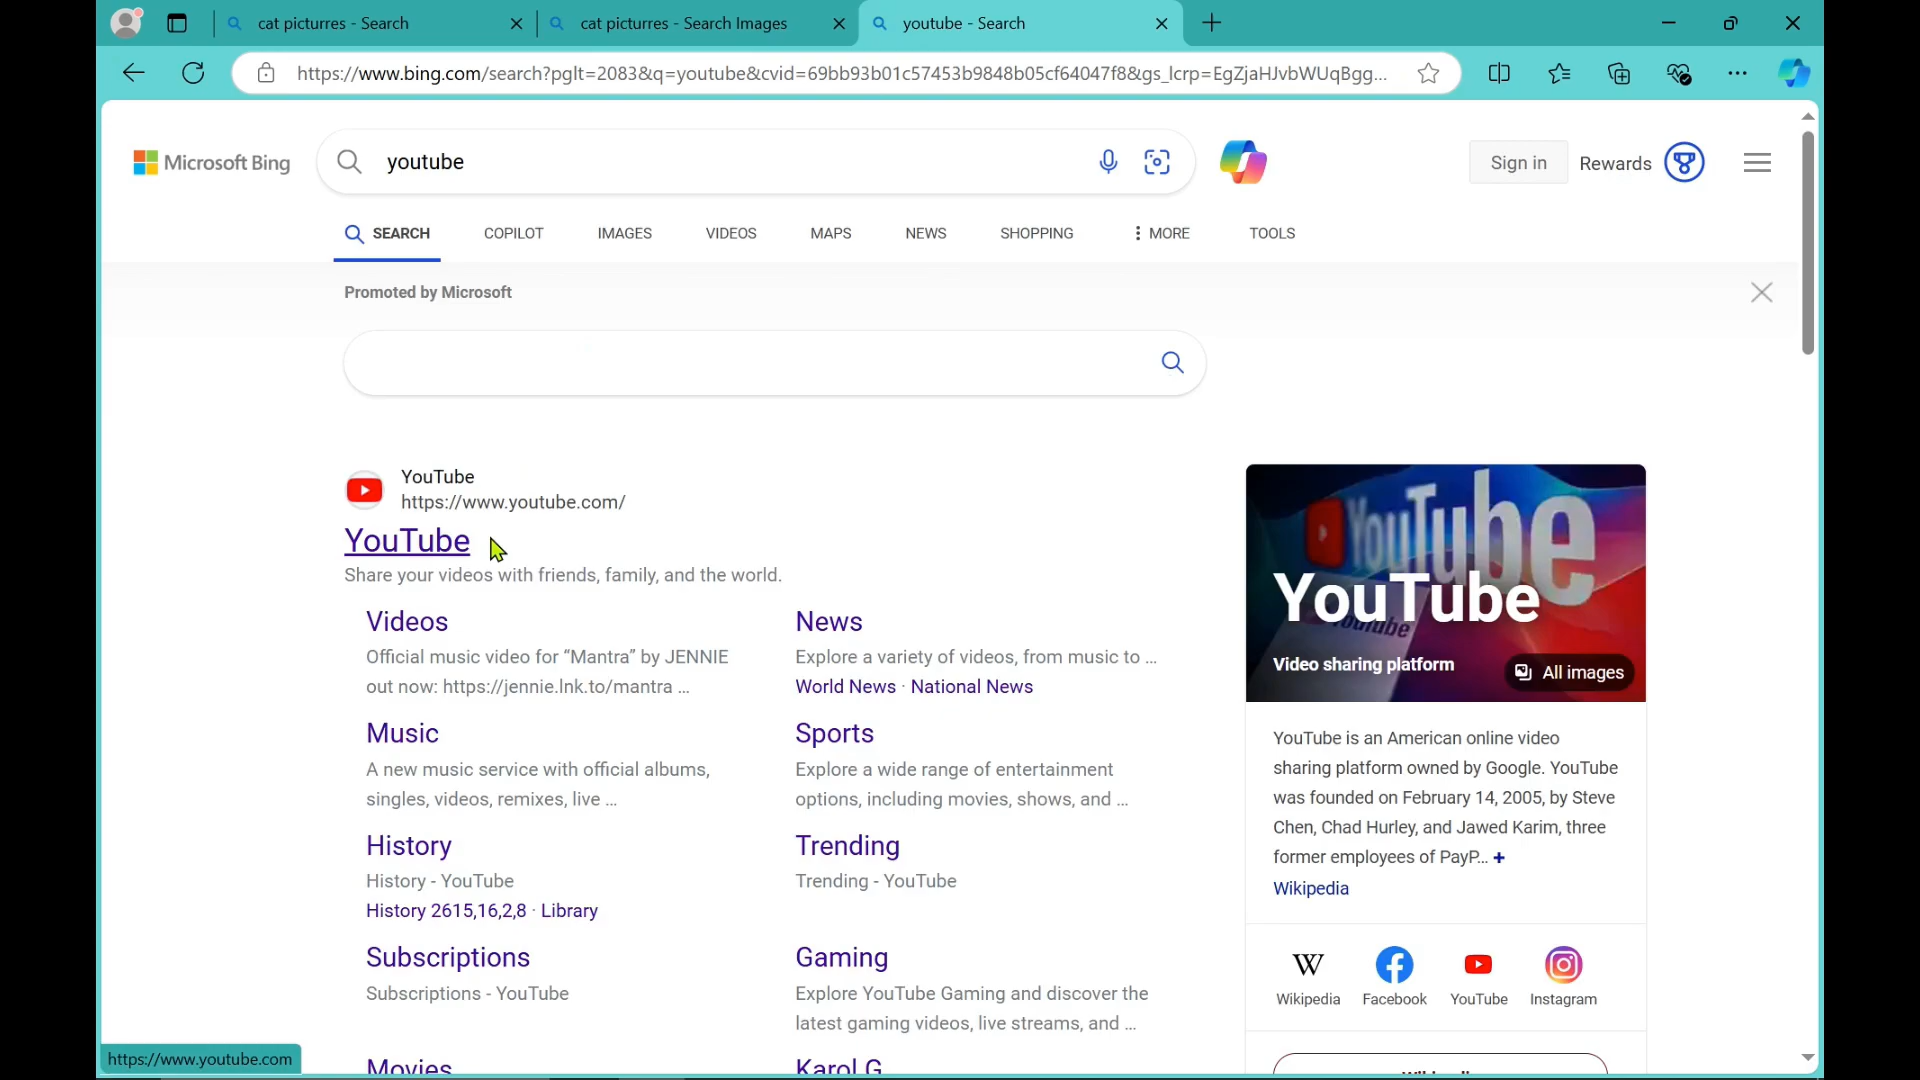 cat picturres - Search
cat picturres - Search Images
youtube - Search
https://www.bing.com/search?pglt=2083&q=youtube&cvid=69bb93b01c57453b9848b05cf64047f8&gs_lcrp=EgZjaHJvbWUqBgg...
Microsoft Bing
youtube
Sign in
Rewards
SEARCH
COPILOT
IMAGES
VIDEOS
MAPS
NEWS
SHOPPING
MORE
TOOLS
Promoted by Microsoft
YouTube
https://www.youtube.com/
YouTube
Share your videos with friends, family, and the world.
Videos
Official music video for “Mantra” by JENNIE
out now: https://jennie.lnk.to/mantra ...
News
Explore a variety of videos, from music to ...
World News · National News
Music
A new music service with official albums,
singles, videos, remixes, live ...
Sports
Explore a wide range of entertainment
options, including movies, shows, and ...
History
History - YouTube
History 2615,16,2,8 · Library
Trending
Trending - YouTube
Subscriptions
Subscriptions - YouTube
Gaming
Explore YouTube Gaming and discover the
latest gaming videos, live streams, and ...
Movies
Karol G
YouTube
YouTube
Video sharing platform
All images
YouTube is an American online video
sharing platform owned by Google. YouTube
was founded on February 14, 2005, by Steve
Chen, Chad Hurley, and Jawed Karim, three
former employees of PayP... +
Wikipedia
W
Wikipedia
Facebook
YouTube
Instagram
https://www.youtube.com